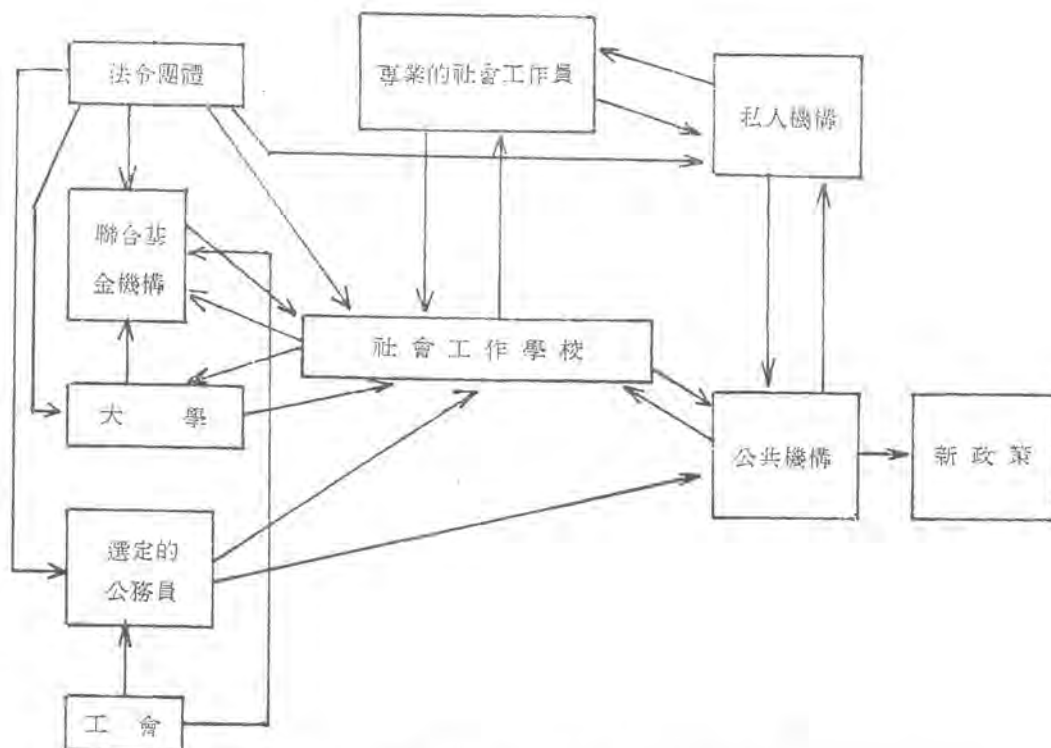 法令團體
專業的社會工作員
私人機構
聯合基
金機構
社會工作學校
大學
公共機構
新政策
選定的
公務員
工會